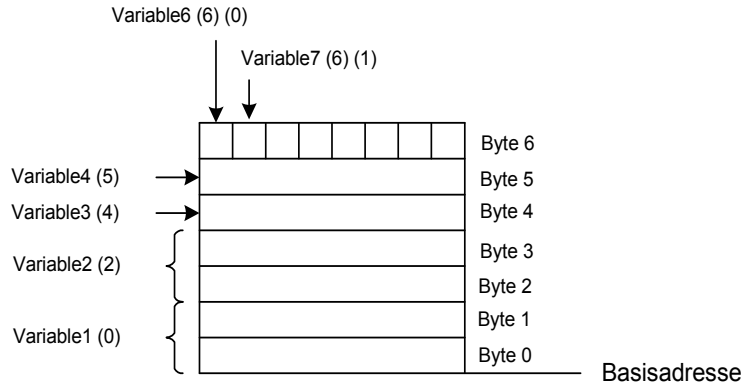 Variable6 (6) (0)
Variable7 (6) (1)
Byte 6
Variable4 (5)
Byte 5
Variable3 (4)
Byte 4
Byte 3
Variable2 (2)
Byte 2
Byte 1
Variable1 (0)
Byte 0
Basisadresse